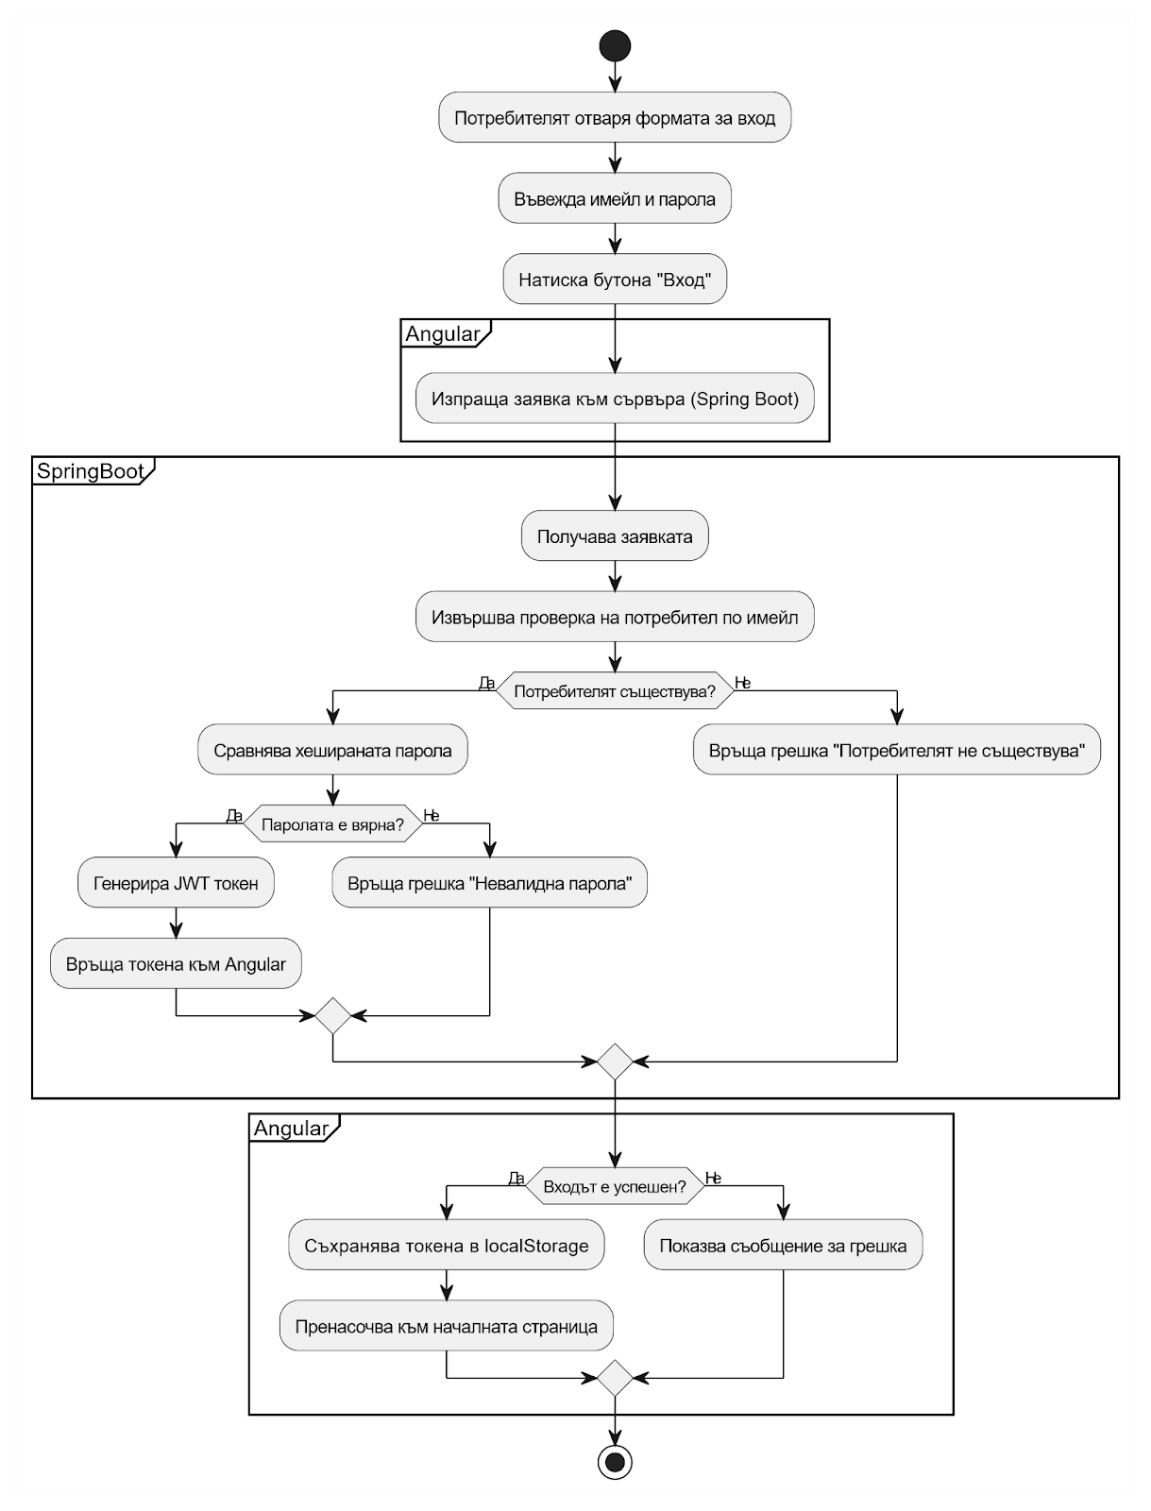 Потребителят отваря формата за вход
Въвежда имейл и парола
Натиска бутона "Вход"
Angular
Изпраща заявка към сървъра (Spring Boot)
SpringBoot
Получава заявката
Извършва проверка на потребител по имейл
Да
Потребителят съществува?
Не
Сравнява хешираната парола
Връща грешка "Потребителят не съществува"
Да
Паролата е вярна?
Не
Генерира JWT токен
Връща грешка "Невалидна парола"
Връща токена към Angular
Angular
Да
Входът е успешен?
Не
Съхранява токена в localStorage
Показва съобщение за грешка
Пренасочва към началната страница